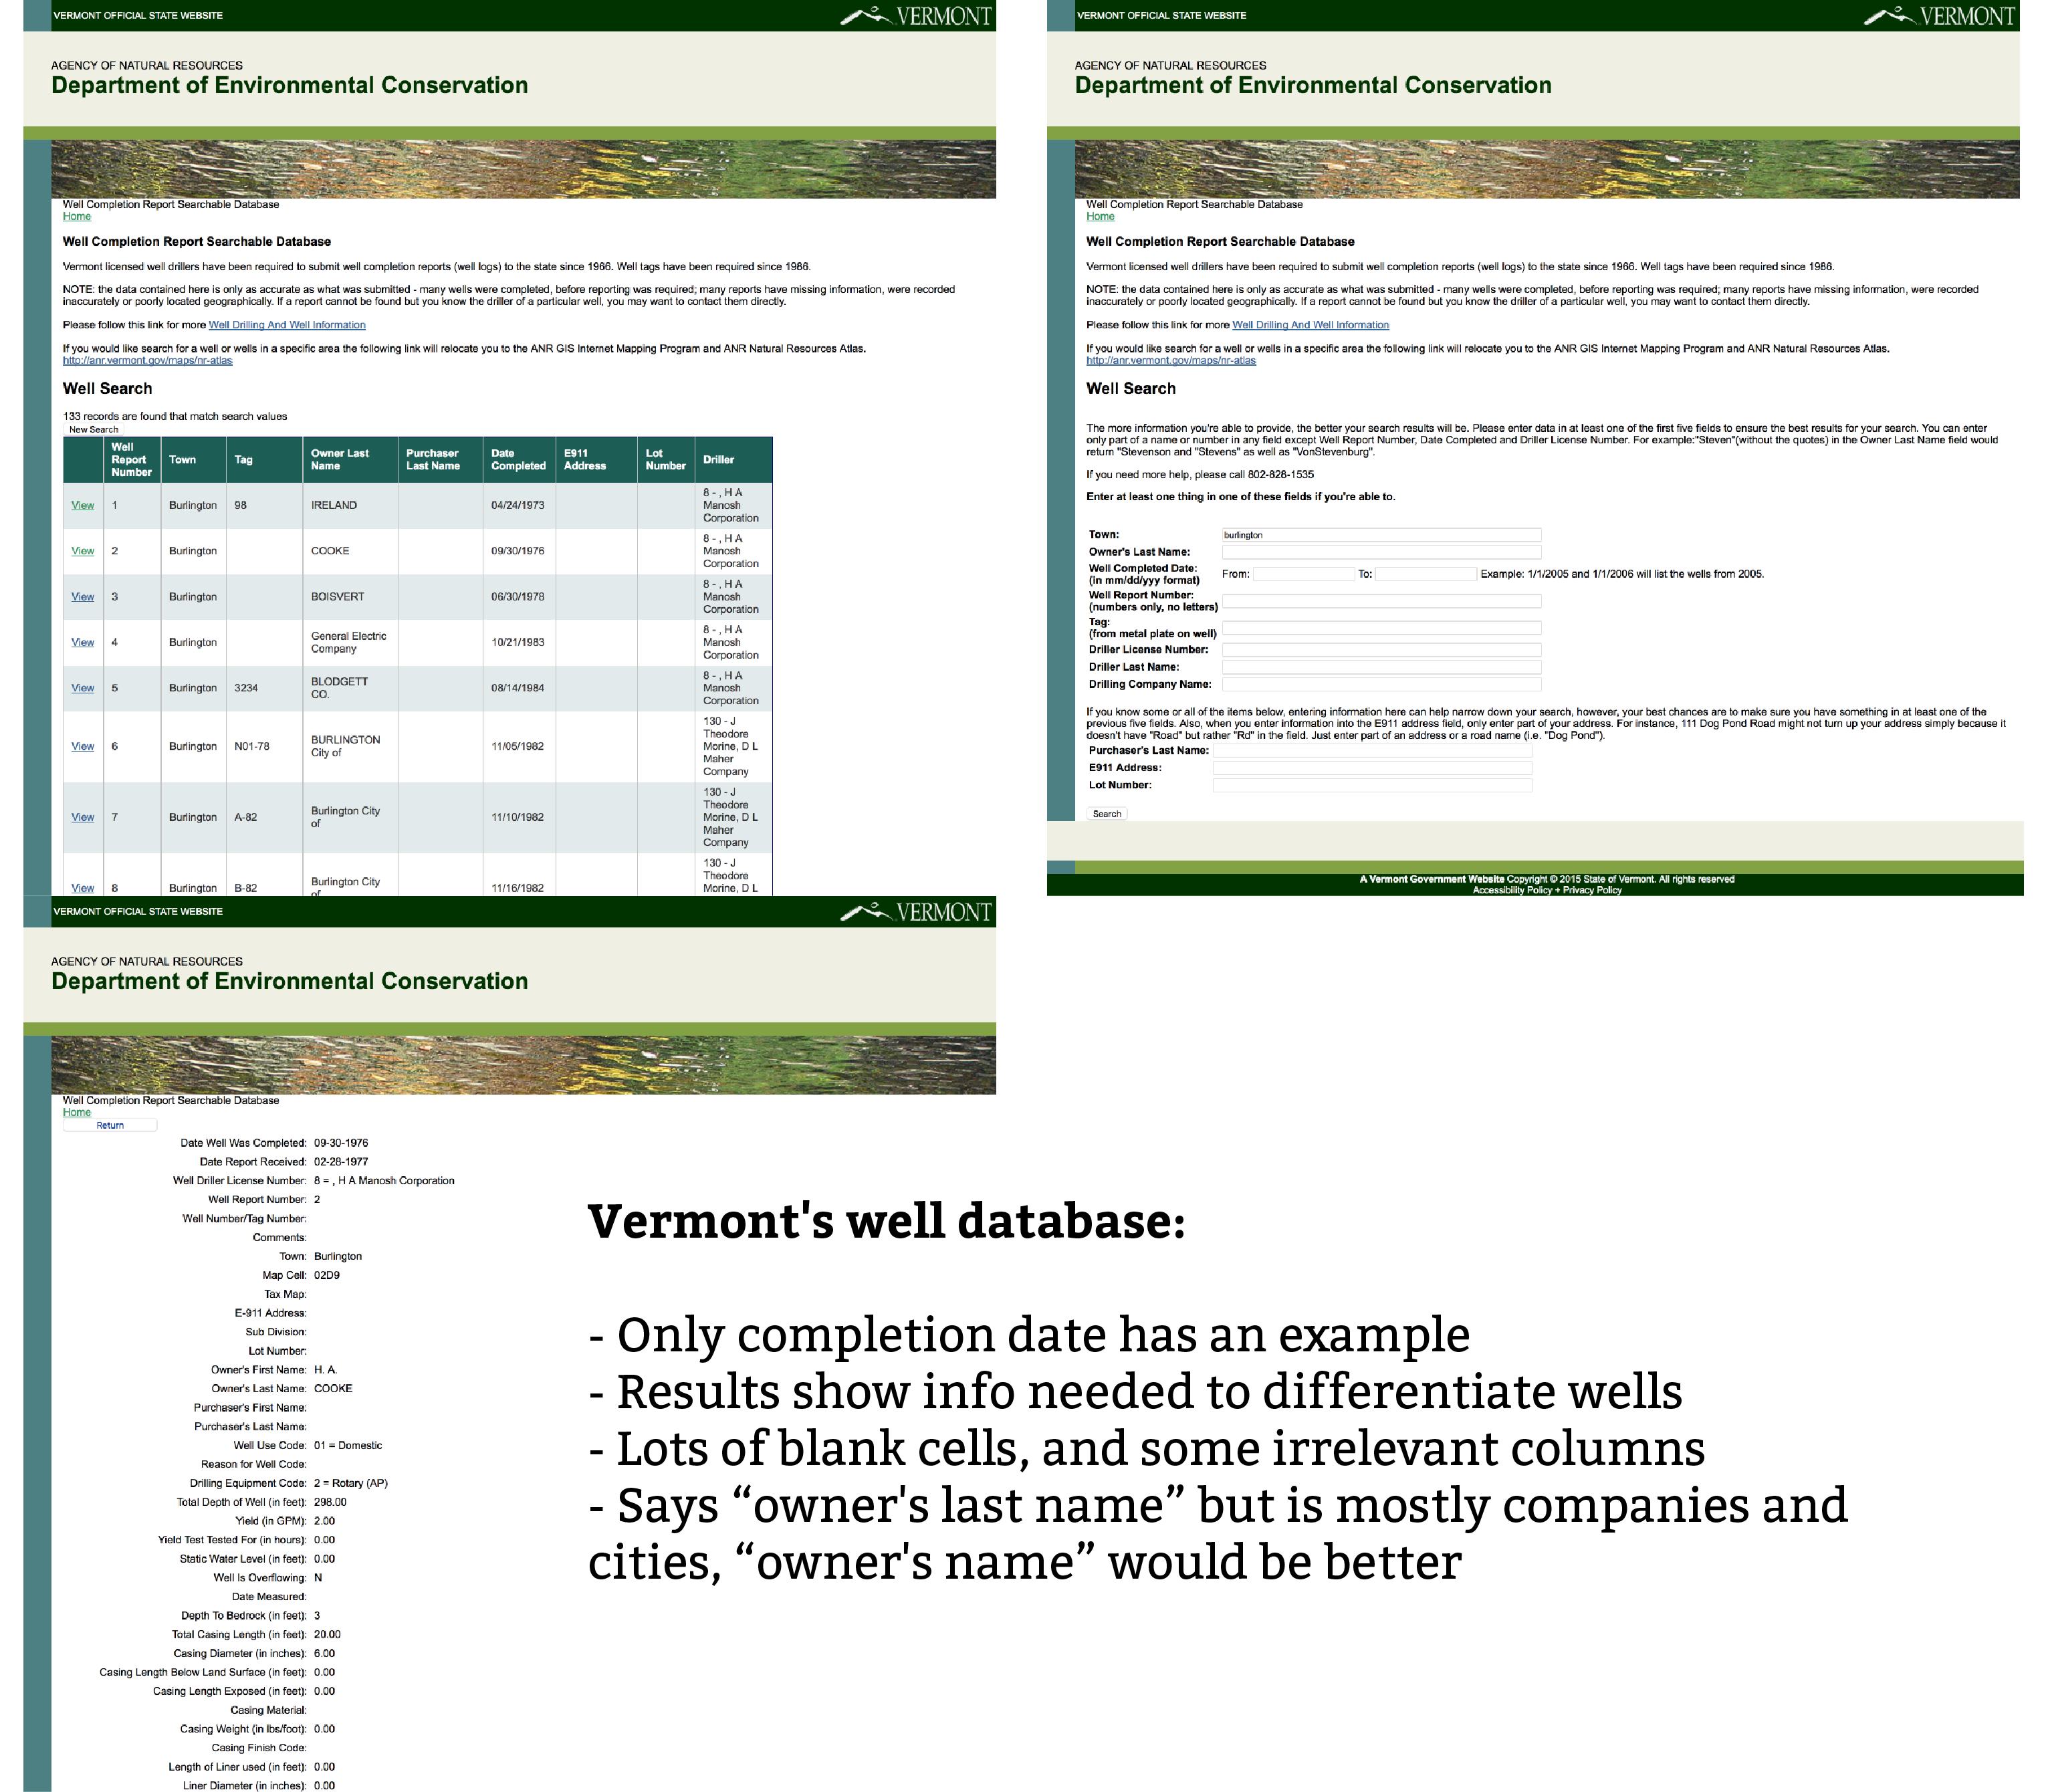 VERMONT OFFICIAL STATE WEBSITE
VERMONT
AGENCY OF NATURAL RESOURCES
Department of Environmental Conservation
Well Completion Report Searchable Database
Home
Well Completion Report Searchable Database
Vermont licensed well drillers have been required to submit well completion reports (well logs) to the state since 1966. Well tags have been required since 1986.
NOTE: the data contained here is only as accurate as what was submitted - many wells were completed, before reporting was required; many reports have missing information, were recorded
inaccurately or poorly located geographically. If a report cannot be found but you know the driller of a particular well, you may want to contact them directly.
Please follow this link for more Well Drilling And Well Information
If you would like search for a well or wells in a specific area the following link will relocate you to the ANR GIS Internet Mapping Program and ANR Natural Resources Atlas.
http://anr.vermont.gov/maps/nr-atlas
Well Search
133 records are found that match search values
New Search
Well Report Number Town Tag Owner Last Name Purchaser Last Name Date Completed E911 Address Lot Number Driller
View 1 Burlington 98 IRELAND 04/24/1973 8 - , H A Manosh Corporation
View 2 Burlington COOKE 09/30/1976 8 - , H A Manosh Corporation
View 3 Burlington BOISVERT 06/30/1978 8 - , H A Manosh Corporation
View 4 Burlington General Electric Company 10/21/1983 8 - , H A Manosh Corporation
View 5 Burlington 3234 BLODGETT CO. 08/14/1984 8 - , H A Manosh Corporation
View 6 Burlington N01-78 BURLINGTON City of 11/05/1982 130 - J Theodore Morine, D L Maher Company
View 7 Burlington A-82 Burlington City of 11/10/1982 130 - J Theodore Morine, D L Maher Company
View 8 Burlington B-82 Burlington City of 11/16/1982 130 - J Theodore Morine, D L
VERMONT OFFICIAL STATE WEBSITE
VERMONT
AGENCY OF NATURAL RESOURCES
Department of Environmental Conservation
Well Completion Report Searchable Database
Home
Well Completion Report Searchable Database
Vermont licensed well drillers have been required to submit well completion reports (well logs) to the state since 1966. Well tags have been required since 1986.
NOTE: the data contained here is only as accurate as what was submitted - many wells were completed, before reporting was required; many reports have missing information, were recorded
inaccurately or poorly located geographically. If a report cannot be found but you know the driller of a particular well, you may want to contact them directly.
Please follow this link for more Well Drilling And Well Information
If you would like search for a well or wells in a specific area the following link will relocate you to the ANR GIS Internet Mapping Program and ANR Natural Resources Atlas.
http://anr.vermont.gov/maps/nr-atlas
Well Search
The more information you're able to provide, the better your search results will be. Please enter data in at least one of the first five fields to ensure the best results for your search. You can enter
only part of a name or number in any field except Well Report Number, Date Completed and Driller License Number. For example:"Steven"(without the quotes) in the Owner Last Name field would
return "Stevenson and "Stevens" as well as "VonStevenburg".
If you need more help, please call 802-828-1535
Enter at least one thing in one of these fields if you're able to.
Town: burlington
Owner's Last Name:
Well Completed Date:
(in mm/dd/yyy format) From: To: Example: 1/1/2005 and 1/1/2006 will list the wells from 2005.
Well Report Number:
(numbers only, no letters)
Tag:
(from metal plate on well)
Driller License Number:
Driller Last Name:
Drilling Company Name:
If you know some or all of the items below, entering information here can help narrow down your search, however, your best chances are to make sure you have something in at least one of the
previous five fields. Also, when you enter information into the E911 address field, only enter part of your address. For instance, 111 Dog Pond Road might not turn up your address simply because it
doesn't have "Road" but rather "Rd" in the field. Just enter part of an address or a road name (i.e. "Dog Pond").
Purchaser's Last Name:
E911 Address:
Lot Number:
Search
A Vermont Government Website Copyright © 2015 State of Vermont. All rights reserved
Accessibility Policy + Privacy Policy
VERMONT OFFICIAL STATE WEBSITE
VERMONT
AGENCY OF NATURAL RESOURCES
Department of Environmental Conservation
Well Completion Report Searchable Database
Home
Return
Date Well Was Completed: 09-30-1976
Date Report Received: 02-28-1977
Well Driller License Number: 8 = , H A Manosh Corporation
Well Report Number: 2
Well Number/Tag Number:
Comments:
Town: Burlington
Map Cell: 02D9
Tax Map:
E-911 Address:
Sub Division:
Lot Number:
Owner's First Name: H. A.
Owner's Last Name: COOKE
Purchaser's First Name:
Purchaser's Last Name:
Well Use Code: 01 = Domestic
Reason for Well Code:
Drilling Equipment Code: 2 = Rotary (AP)
Total Depth of Well (in feet): 298.00
Yield (in GPM): 2.00
Yield Test Tested For (in hours): 0.00
Static Water Level (in feet): 0.00
Well Is Overflowing: N
Date Measured:
Depth To Bedrock (in feet): 3
Total Casing Length (in feet): 20.00
Casing Diameter (in inches): 6.00
Casing Length Below Land Surface (in feet): 0.00
Casing Length Exposed (in feet): 0.00
Casing Material:
Casing Weight (in lbs/foot): 0.00
Casing Finish Code:
Length of Liner used (in feet): 0.00
Liner Diameter (in inches): 0.00
Vermont's well database:
- Only completion date has an example
- Results show info needed to differentiate wells
- Lots of blank cells, and some irrelevant columns
- Says “owner's last name” but is mostly companies and
cities, “owner's name” would be better